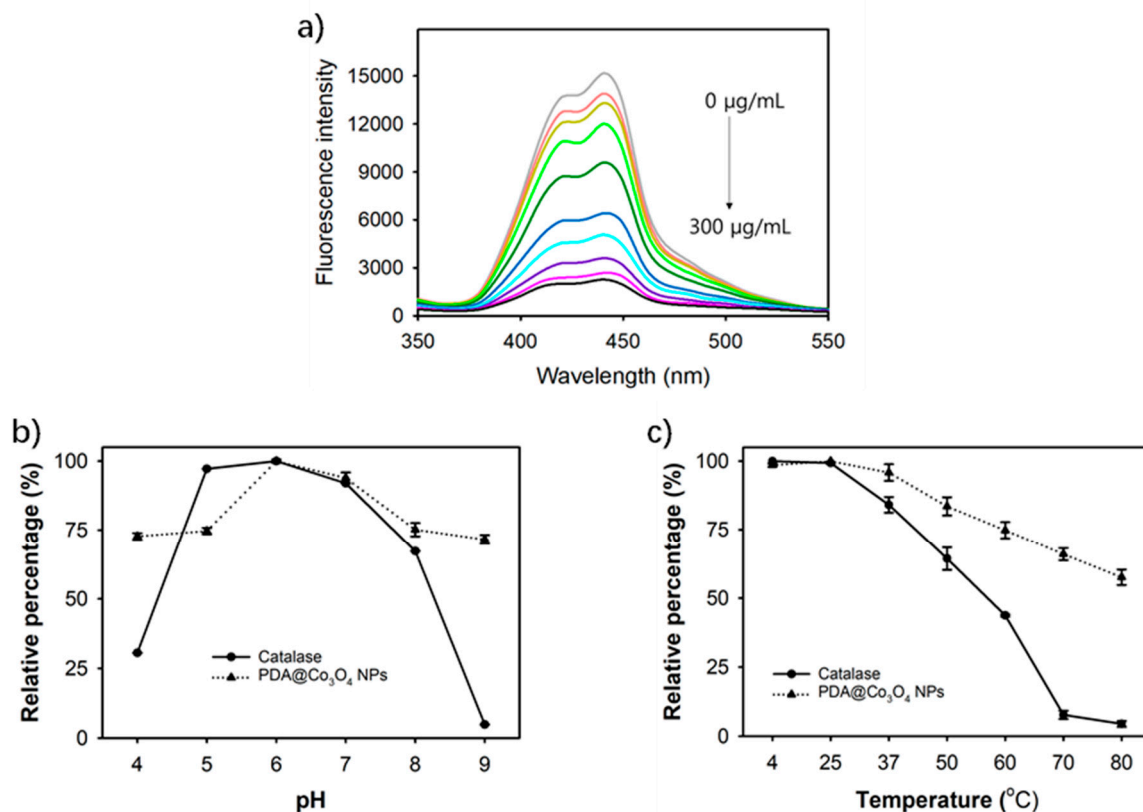 a)
Fluorescence intensity
15000
12000
9000
6000
3000
0
0 µg/mL
300 µg/mL
350 400 450 500 550
Wavelength (nm)
b)
Relative percentage (%)
100
75
50
25
0
Catalase
PDA@Co₃O₄ NPs
4 5 6 7 8 9
pH
c)
Relative percentage (%)
100
75
50
25
0
Catalase
PDA@Co₃O₄ NPs
4 25 37 50 60 70 80
Temperature (°C)